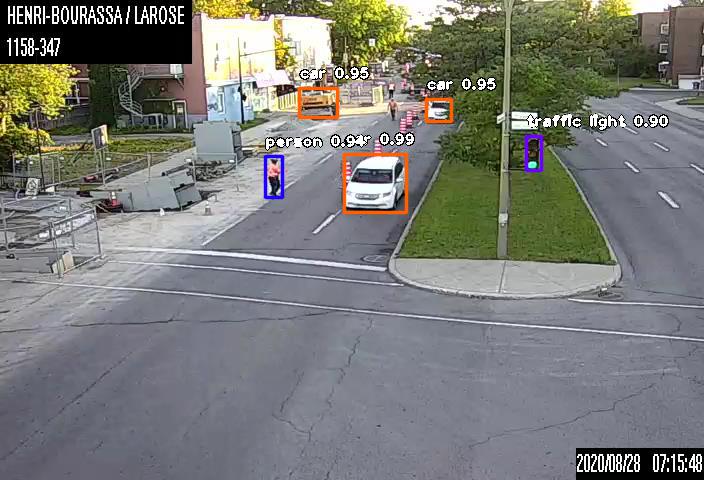 HENRI-BOURASSA / LAROSE
1158-347
car 0.95
car 0.95
traffic light 0.90
person 0.94
car 0.99
2020/08/28 07:15:48